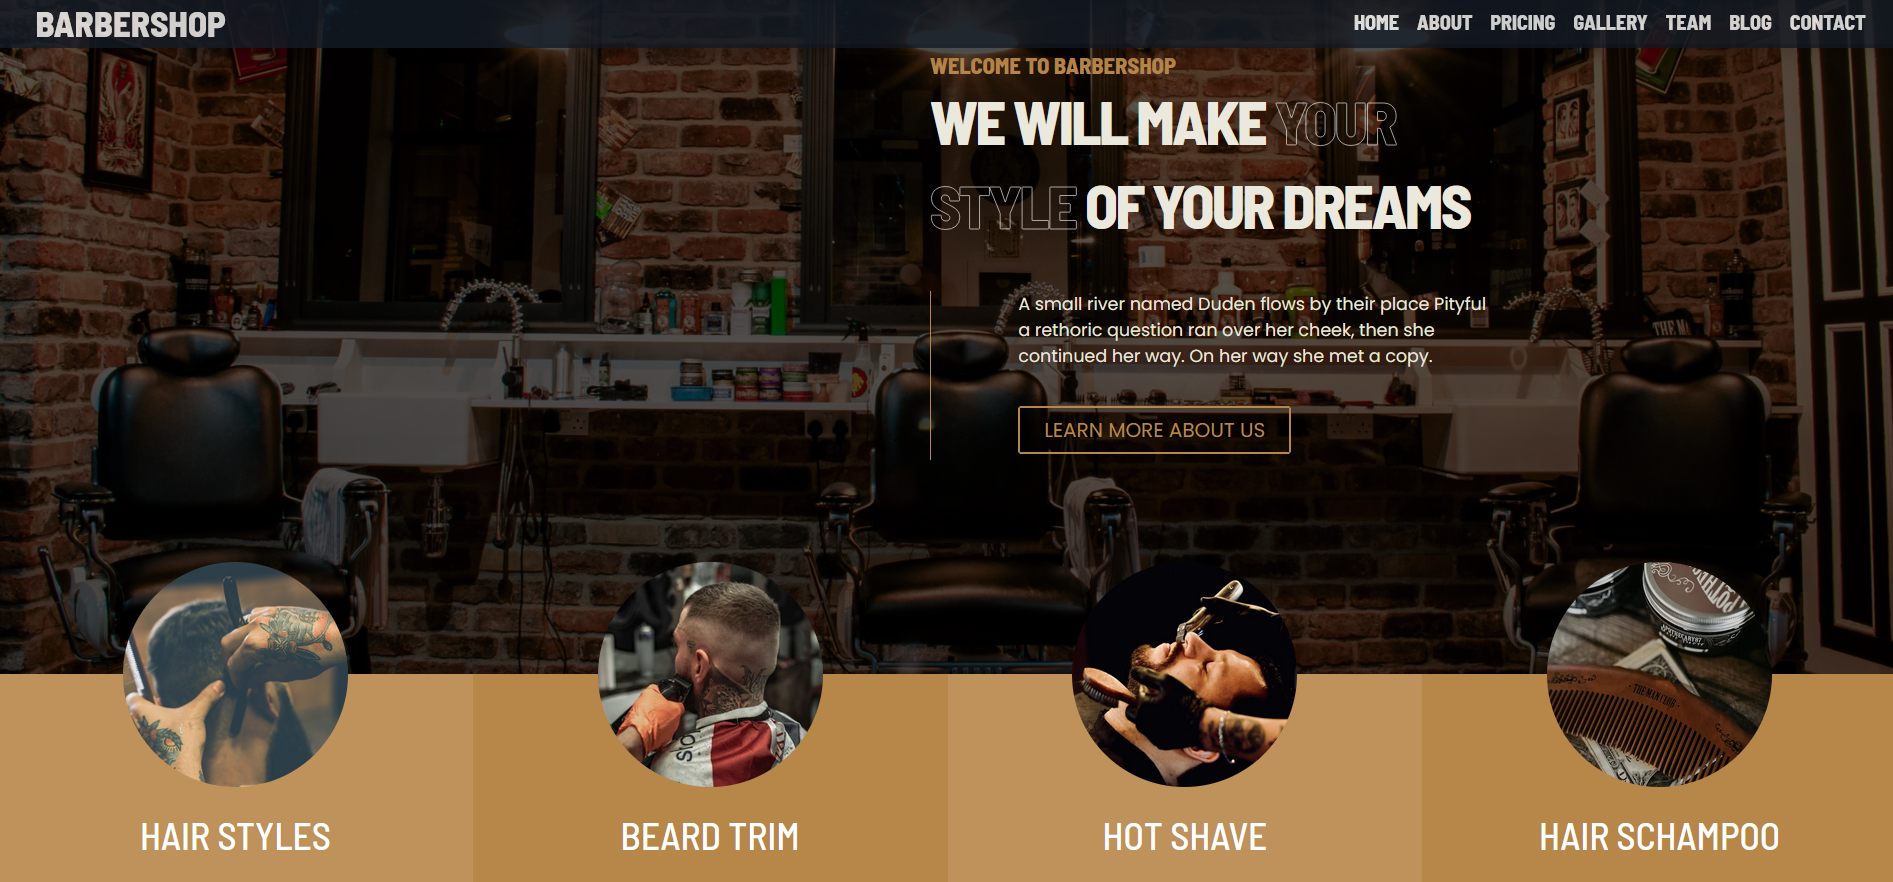 BARBERSHOP
HOME ABOUT PRICING GALLERY TEAM BLOG CONTACT
WELCOME TO BARBERSHOP
WE WILL MAKE YOUR
STYLE OF YOUR DREAMS
A small river named Duden flows by their place Pityful
a rethoric question ran over her cheek, then she
continued her way. On her way she met a copy.
LEARN MORE ABOUT US
THE MAN CLUB
HAIR STYLES
BEARD TRIM
HOT SHAVE
HAIR SCHAMPOO